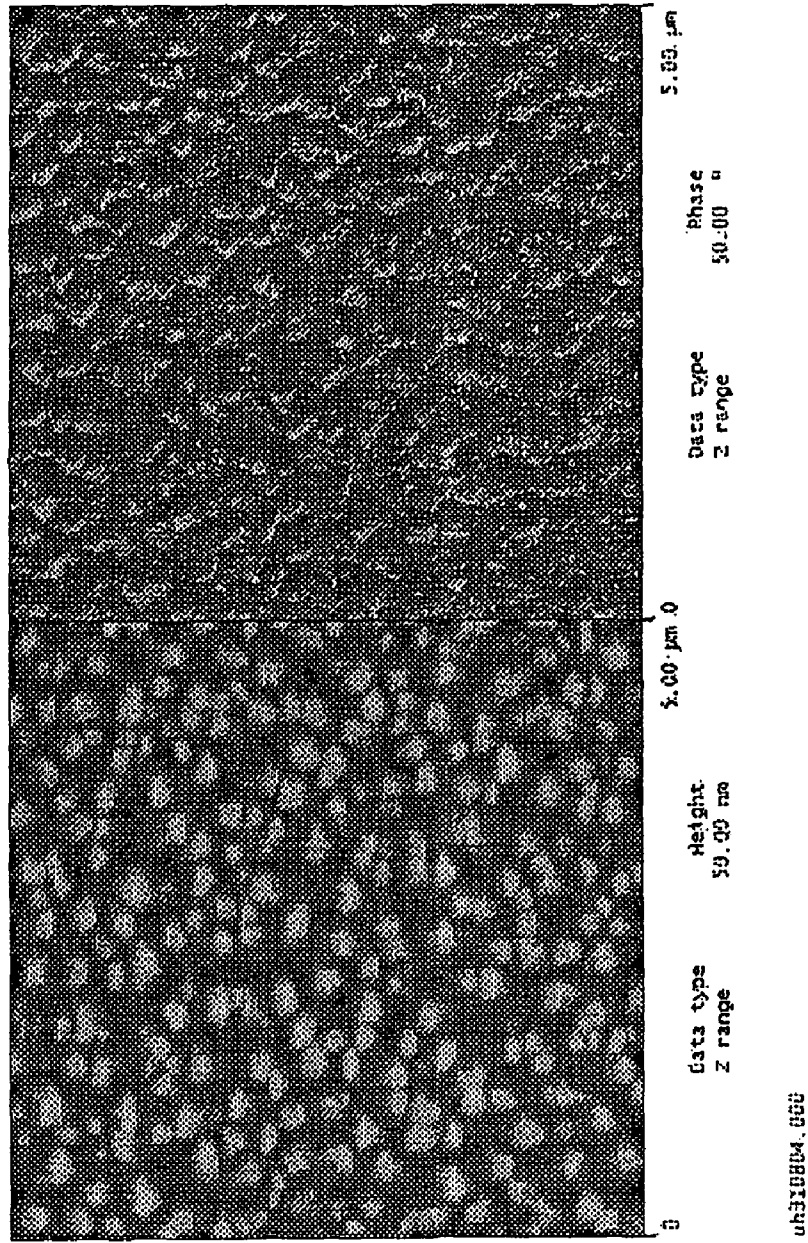 0
5.00 µm 0
5.00 µm
Data type
Height
Z range
50.00 nm
Data type
Phase
Z range
50.00 °
uh310804.000